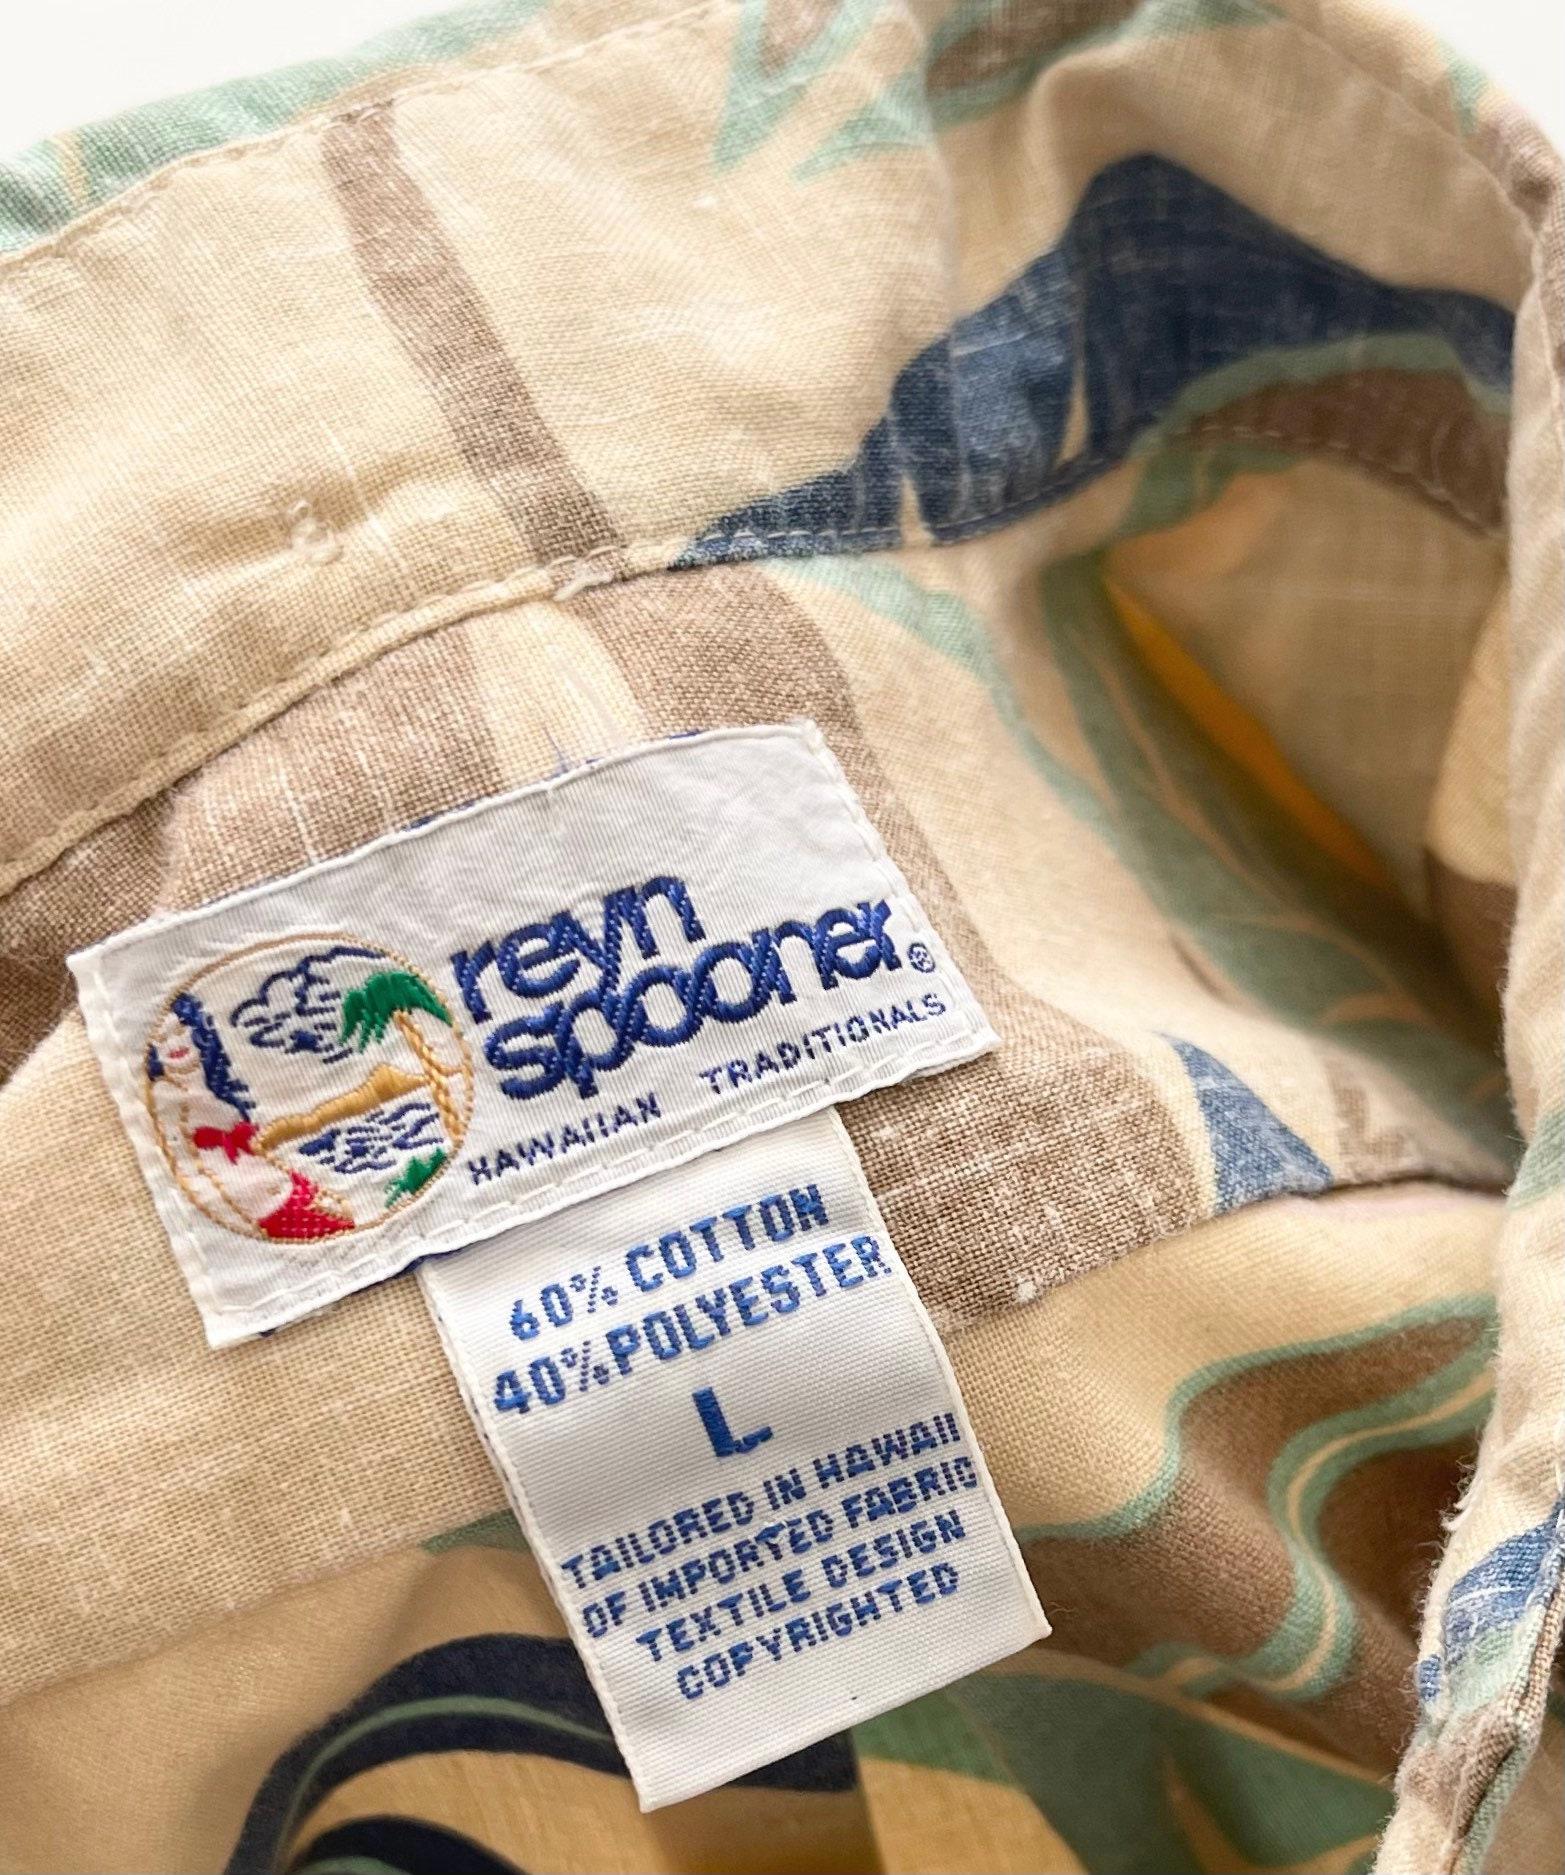 reyn
spooner®
HAWAIIAN TRADITIONALS
60% COTTON
40% POLYESTER
L
TAILORED IN HAWAII
OF IMPORTED FABRIC
TEXTILE DESIGN
COPYRIGHTED